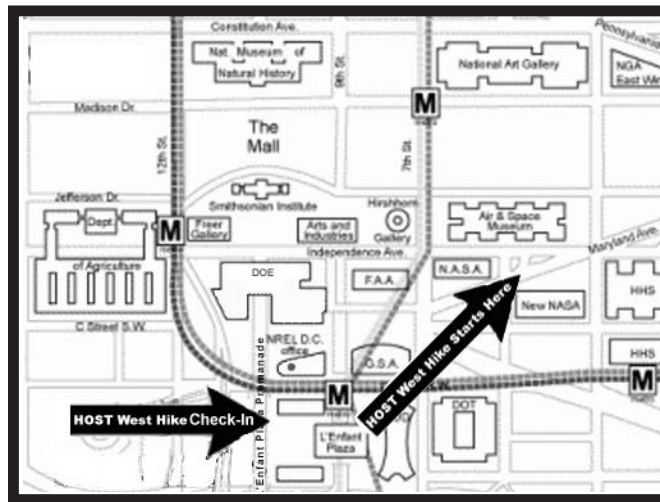 Constitution Ave.
Pennsylvania
Nat. Museum of
Natural History
9th St.
National Art Gallery
NGA
East Wi
M
Madison Dr.
The
Mall
12th St.
7th St.
Jefferson Dr.
Smithsonian Institute
Hirshhorn
Gallery
Dept.
M
Freer
Gallery
Arts and
Industries
Air & Space
Museum
Maryland Ave.
Independence Ave.
of Agriculture
DOE
F.A.A.
N.A.S.A.
HHS
New NASA
C Street S.W.
NREL D.C.
office
G.S.A.
HOST West Hike Starts Here
HHS
M
M
Enfant Plaza Promanade
HOST West Hike Check-In
DOT
L'Enfant
Plaza